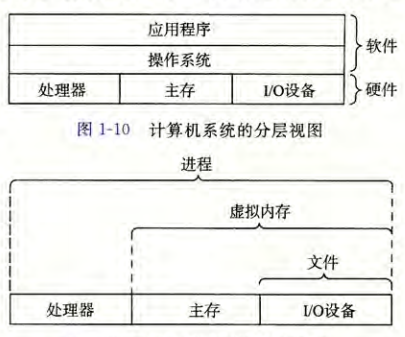 应用程序
操作系统
软件
处理器 主存 I/O设备
硬件
图 1-10 计算机系统的分层视图
进程
虚拟内存
文件
处理器 主存 I/O设备